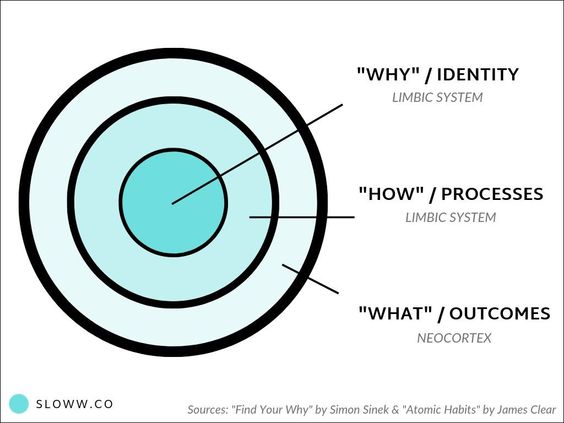 "WHY" / IDENTITY
LIMBIC SYSTEM
"HOW" / PROCESSES
LIMBIC SYSTEM
"WHAT" / OUTCOMES
NEOCORTEX
SLOWW.CO
Sources: "Find Your Why" by Simon Sinek & "Atomic Habits" by James Clear